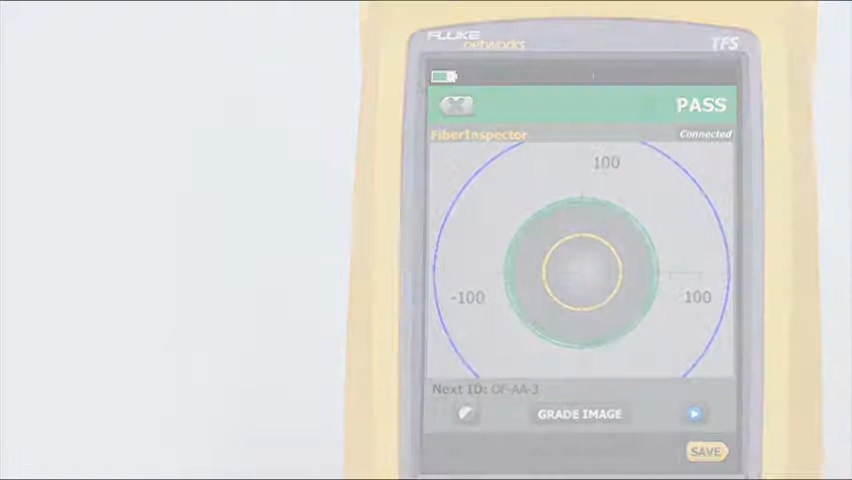 FLUKE
networks
TFS
PASS
FiberInspector
Connected
100
-100
100
Next ID: OF-AA-3
GRADE IMAGE
SAVE